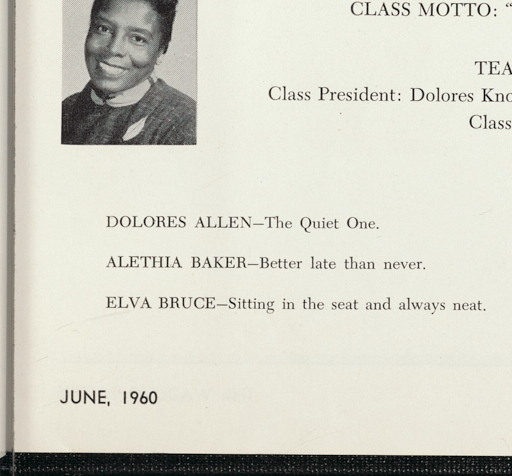 CLASS MOTTO: "
TEA
Class President: Dolores Kno
Class
DOLORES ALLEN—The Quiet One.
ALETHIA BAKER—Better late than never.
ELVA BRUCE—Sitting in the seat and always neat.
JUNE, 1960